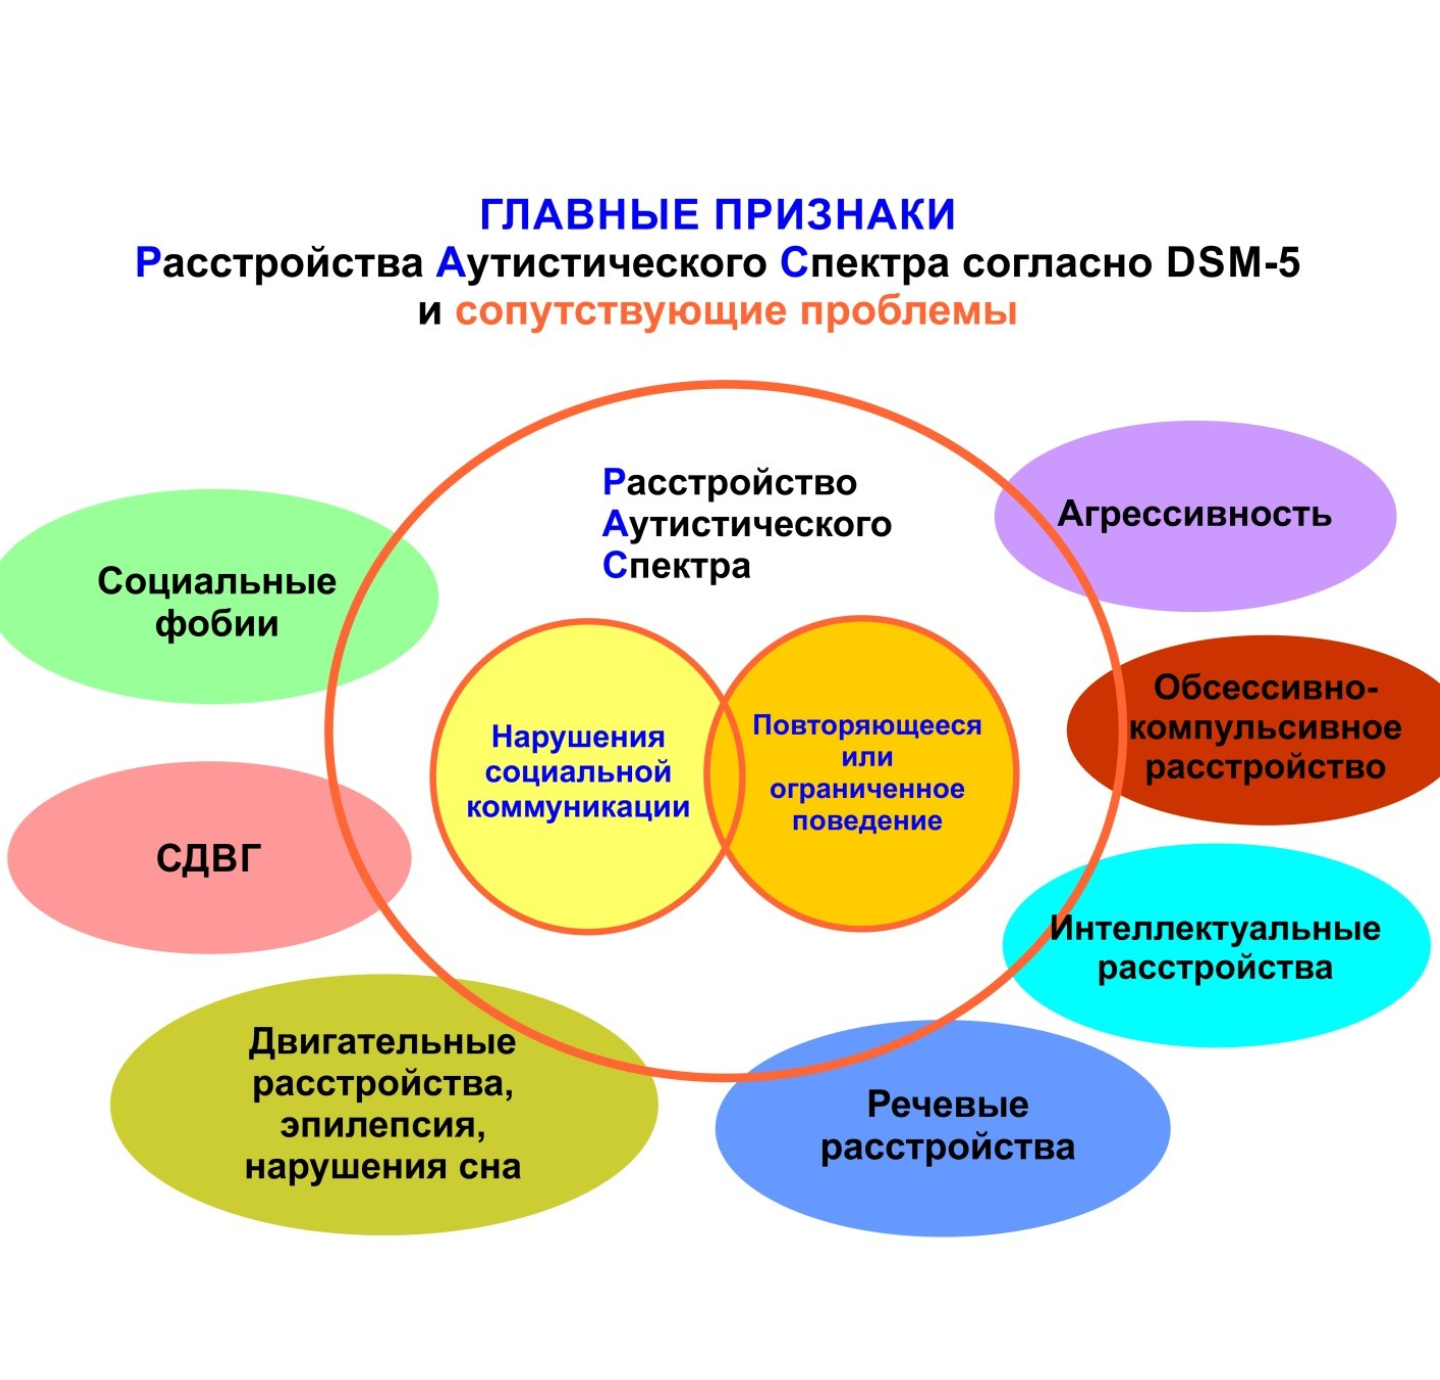 ГЛАВНЫЕ ПРИЗНАКИ
Расстройства Аутистического Спектра согласно DSM-5
и сопутствующие проблемы
Расстройство
Аутистического
Спектра
Агрессивность
Социальные
фобии
Нарушения
социальной
коммуникации
Повторяющееся
или
ограниченное
поведение
Обсессивно-
компульсивное
расстройство
СДВГ
Интеллектуальные
расстройства
Двигательные
расстройства,
эпилепсия,
нарушения сна
Речевые
расстройства